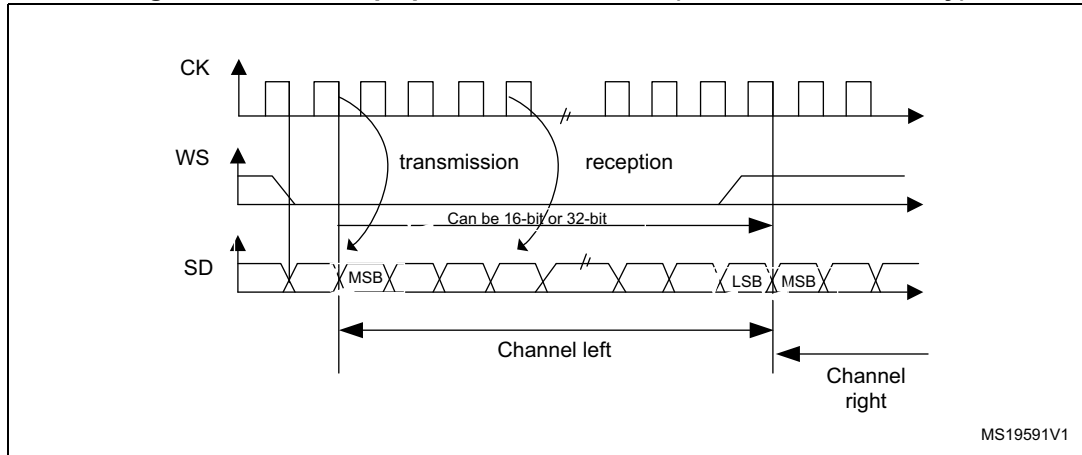 CK
WS
transmission
reception
Can be 16-bit or 32-bit
SD
MSB
LSB
MSB
Channel left
Channel
right
MS19591V1